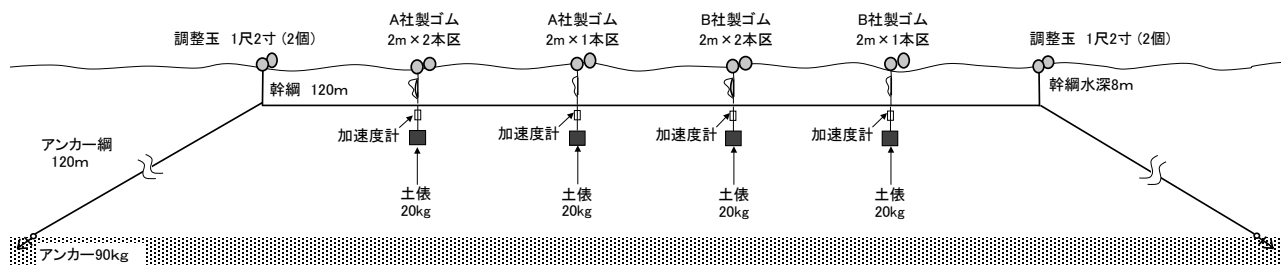 A社製ゴム
2m×2本区
A社製ゴム
2m×1本区
B社製ゴム
2m×2本区
B社製ゴム
2m×1本区
調整玉 1尺2寸 (2個)
調整玉 1尺2寸 (2個)
幹綱 120m
幹綱水深8m
加速度計
加速度計
加速度計
加速度計
アンカー綱
120m
土俵
20kg
土俵
20kg
土俵
20kg
土俵
20kg
アンカー90kg